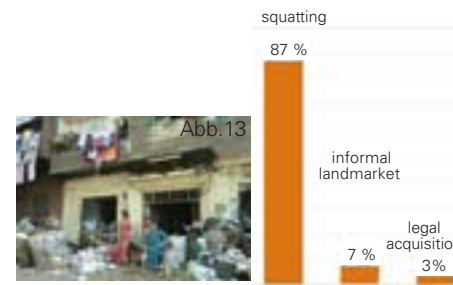 squatting
87 %
Abb.13
informal
landmarket
7 %
legal
acquisitio
3%